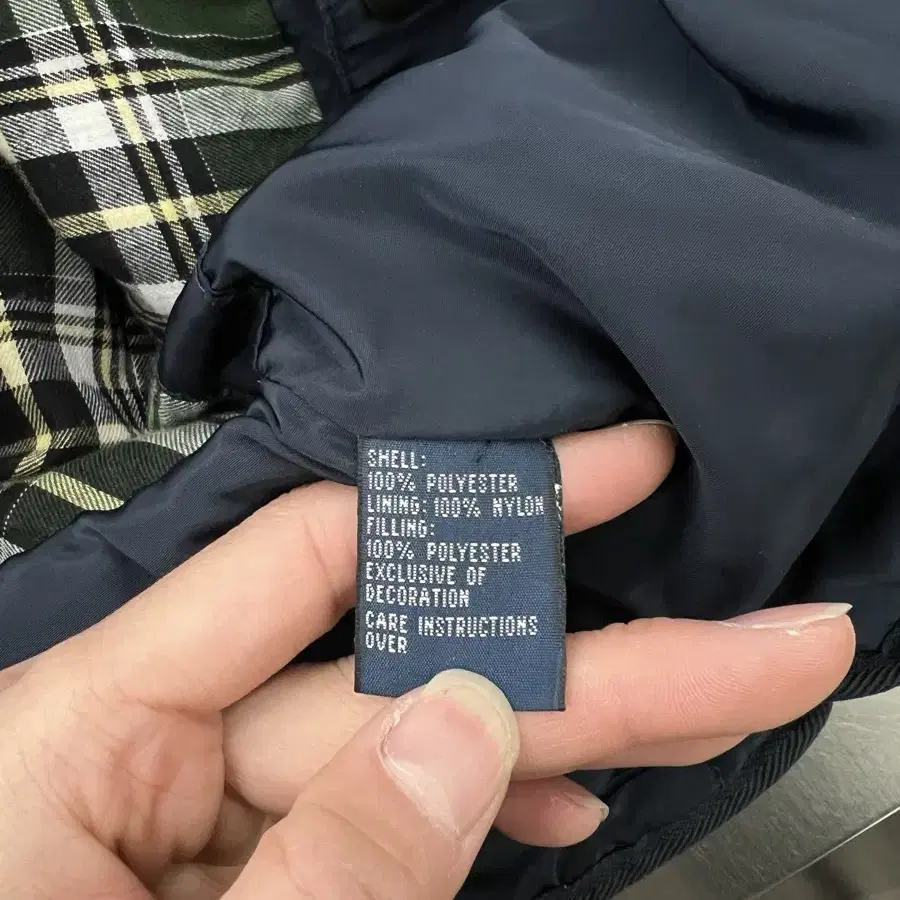 SHELL:
100% POLYESTER
LINING: 100% NYLON
FILLING:
100% POLYESTER
EXCLUSIVE OF
DECORATION
CARE INSTRUCTIONS
OVER